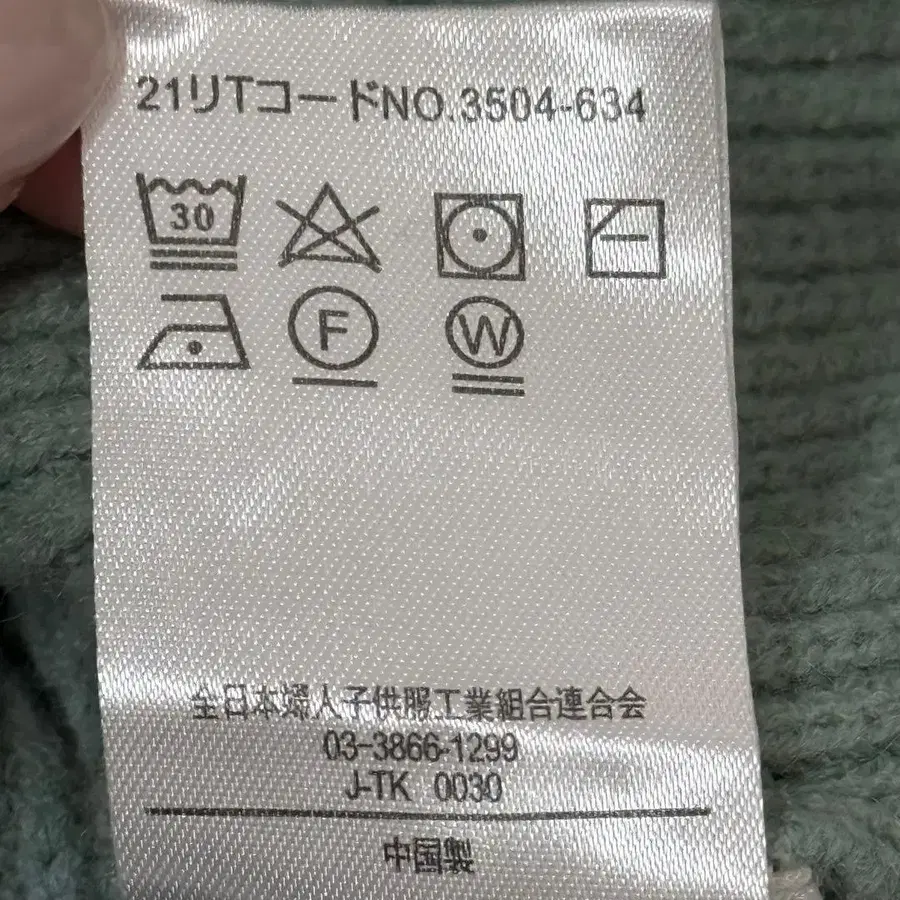 21リTコードNO.3504-634
30
F W
全日本婦人子供服工業組合連合会
03-3866-1299
J-TK 0030
中国製